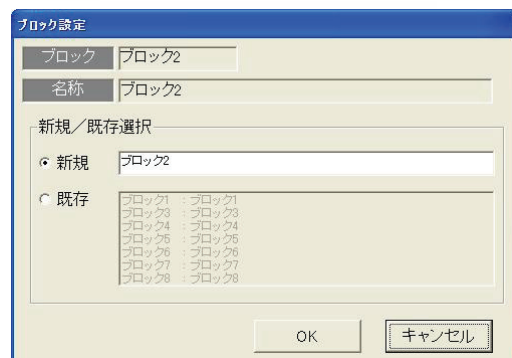 ブロック設定
ブロック ブロック2
名称 ブロック2
新規／既存選択
新規 ブロック2
既存
ブロック1 : ブロック1
ブロック3 : ブロック3
ブロック4 : ブロック4
ブロック5 : ブロック5
ブロック6 : ブロック6
ブロック7 : ブロック7
ブロック8 : ブロック8
OK キャンセル